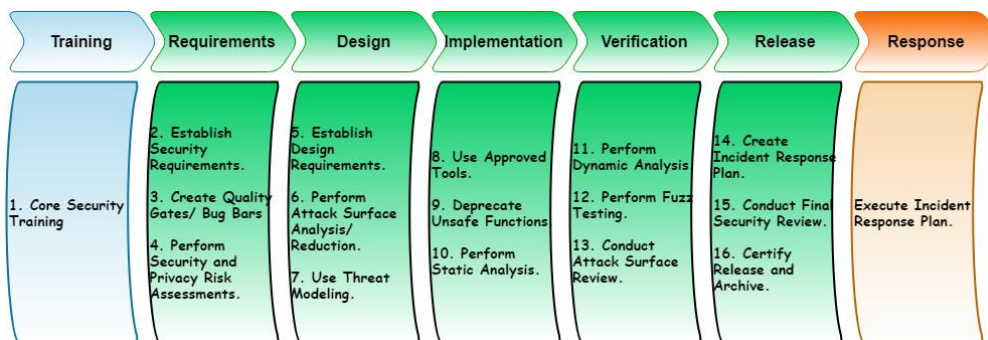 Training
Requirements
Design
Implementation
Verification
Release
Response
1. Core Security
Training
2. Establish
Security
Requirements.
3. Create Quality
Gates/ Bug Bars
4. Perform
Security and
Privacy Risk
Assessments.
5. Establish
Design
Requirements.
6. Perform
Attack Surface
Analysis/
Reduction.
7. Use Threat
Modeling.
8. Use Approved
Tools.
9. Deprecate
Unsafe Functions.
10. Perform
Static Analysis.
11. Perform
Dynamic Analysis.
12. Perform Fuzz
Testing.
13. Conduct
Attack Surface
Review.
14. Create
Incident Response
Plan.
15. Conduct Final
Security Review.
16. Certify
Release and
Archive.
Execute Incident
Response Plan.